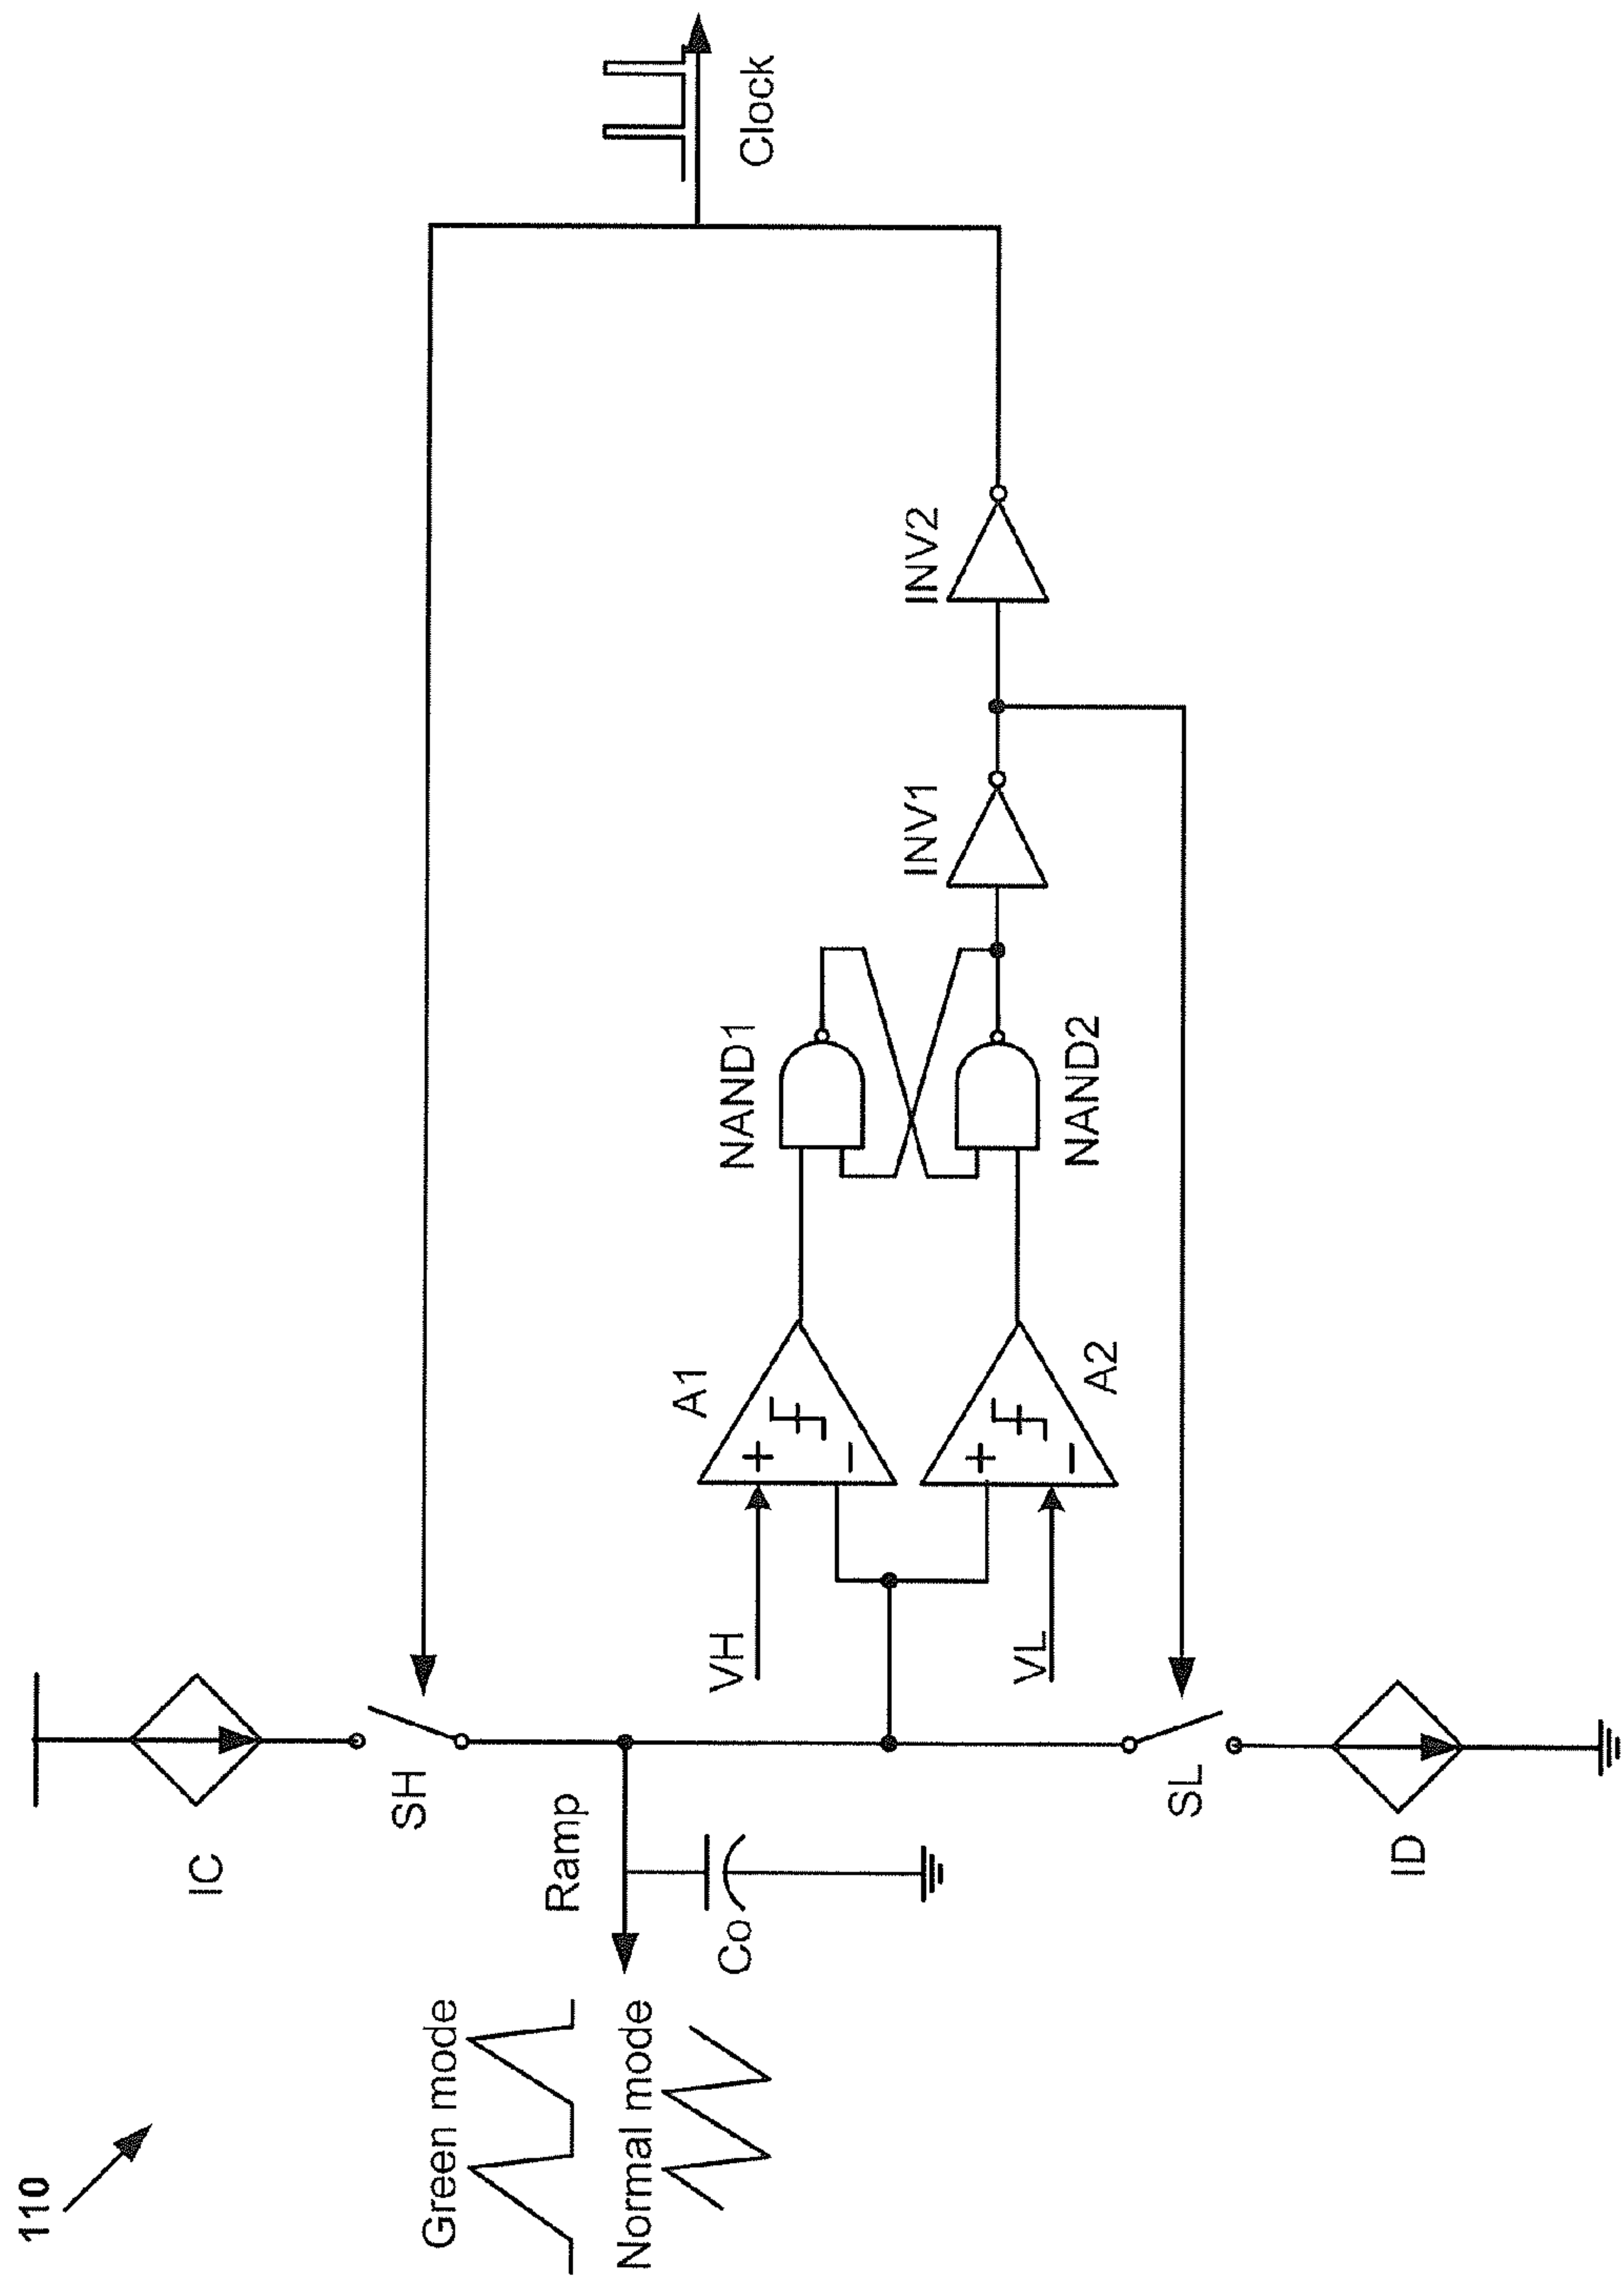 110
Green mode
Normal mode
Ramp
Co
IC
SH
SL
ID
VH
VL
+
−
A1
+
−
A2
NAND1
NAND2
INV1
INV2
Clock